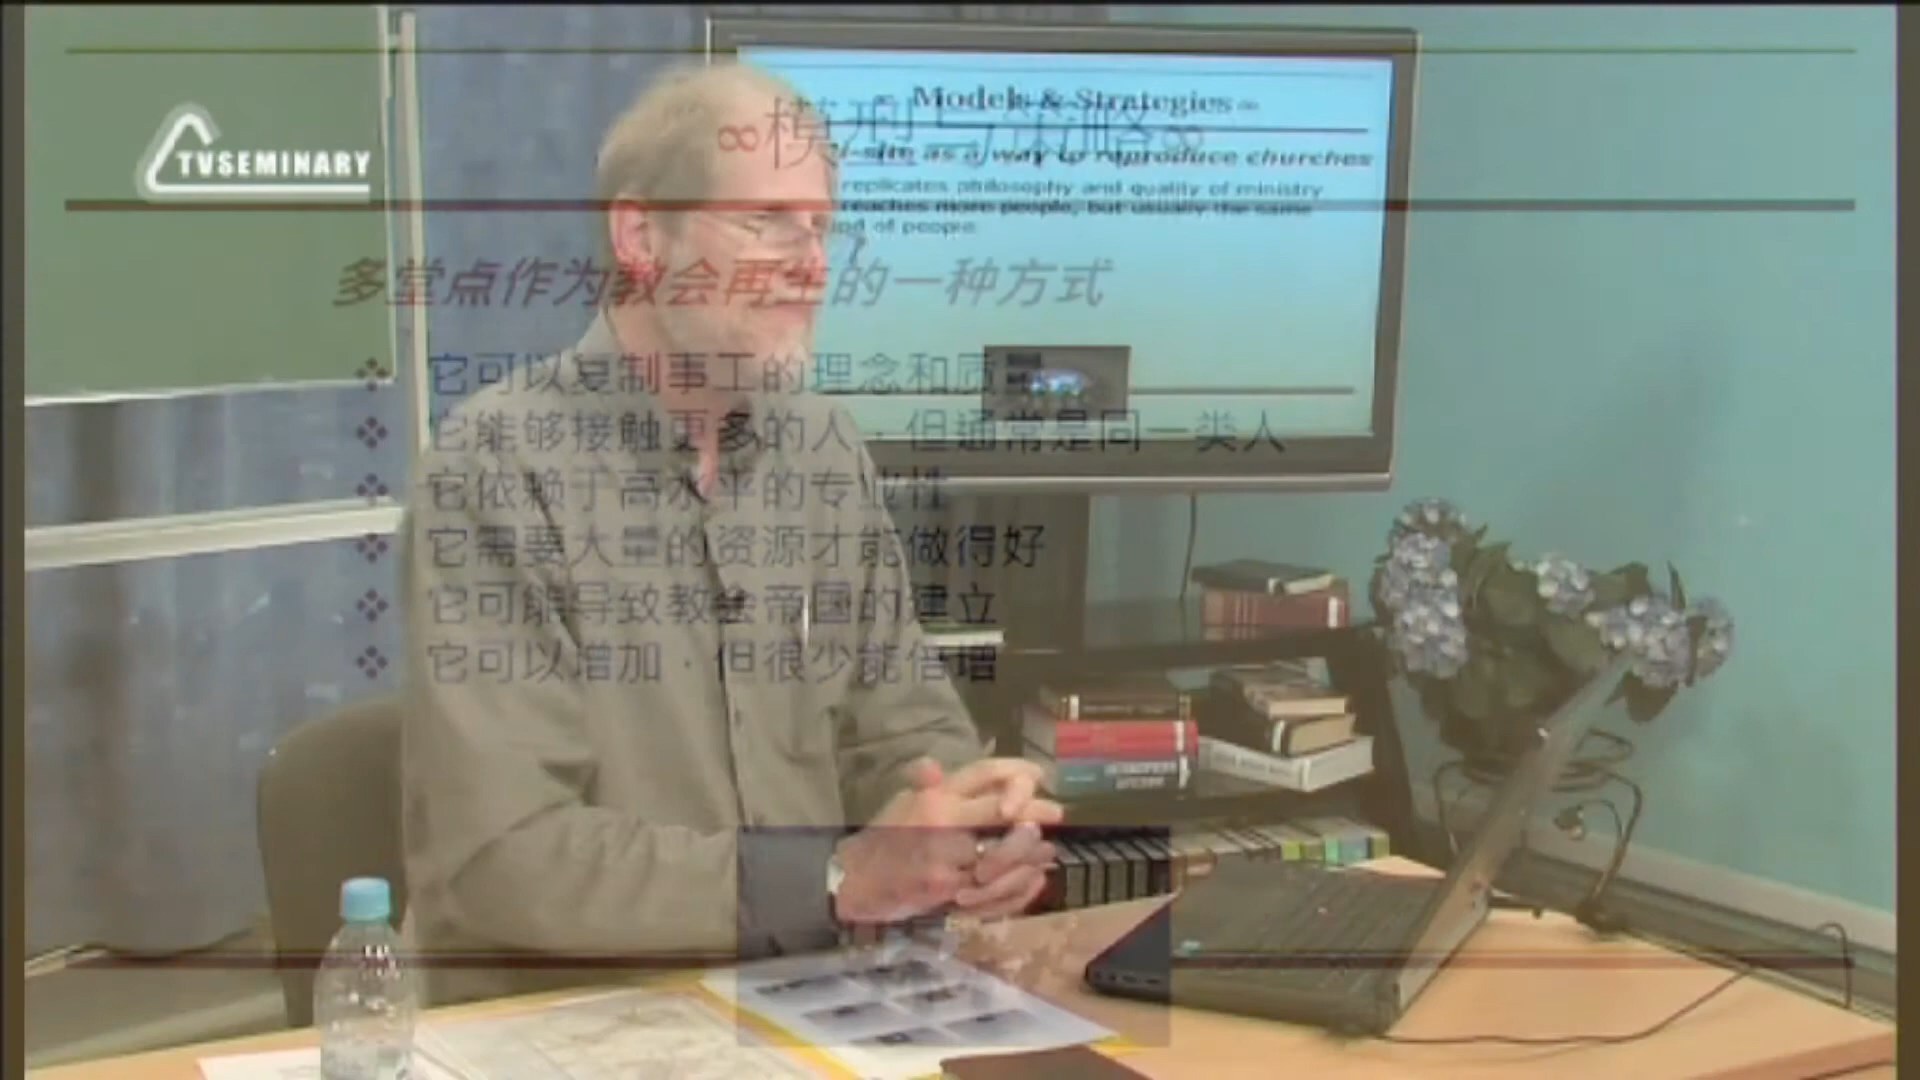 TVSEMINARY
Models & Strategies
∞模型与策略∞
i-site as a way to reproduce churches
replicates philosophy and quality of ministry
reaches more people, but usually the same
kind of people
多堂点作为教会再生的一种方式
❖ 它可以复制事工的理念和质量
❖ 它能够接触更多的人，但通常是同一类人
❖ 它依赖于高水平的专业性
❖ 它需要大量的资源才能做得好
❖ 它可能导致教会帝国的建立
❖ 它可以增加，但很少能倍增